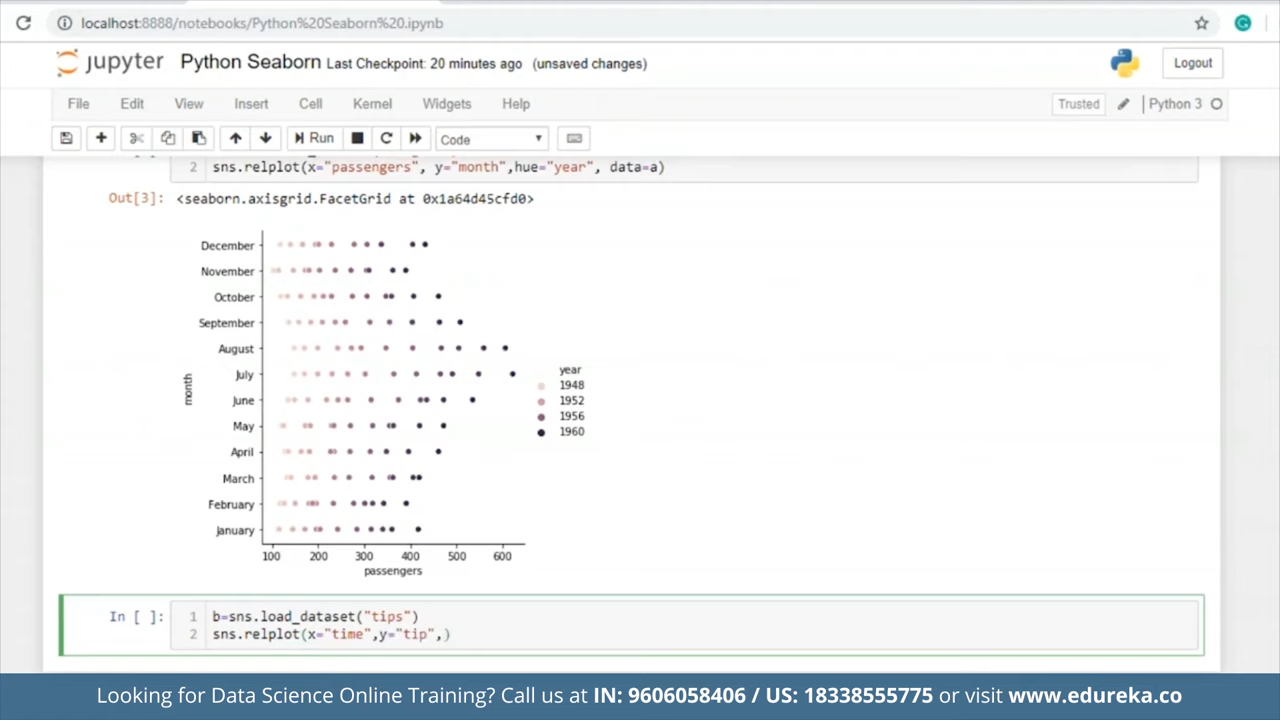 localhost:8888/notebooks/Python%20Seaborn%20.ipynb
jupyter Python Seaborn Last Checkpoint: 20 minutes ago (unsaved changes)
Logout
File Edit View Insert Cell Kernel Widgets Help
Trusted Python 3
Run Code
2 sns.relplot(x="passengers", y="month",hue="year", data=a)
Out[3]: <seaborn.axisgrid.FacetGrid at 0x1a64d45cfd0>
December
November
October
September
August
July
June
May
April
March
February
January
month
100 200 300 400 500 600
passengers
year
1948
1952
1956
1960
In [ ]: 1 b=sns.load_dataset("tips")
2 sns.relplot(x="time",y="tip",)
Looking for Data Science Online Training? Call us at IN: 9606058406 / US: 18338555775 or visit www.edureka.co